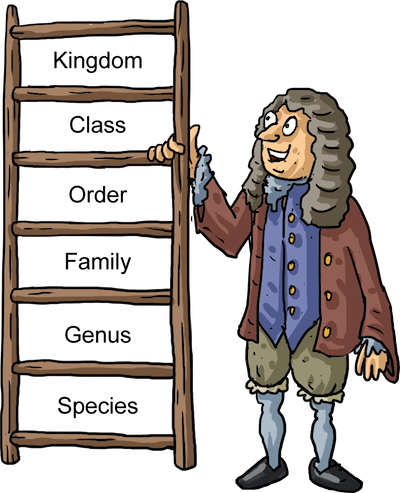 Kingdom
Class
Order
Family
Genus
Species